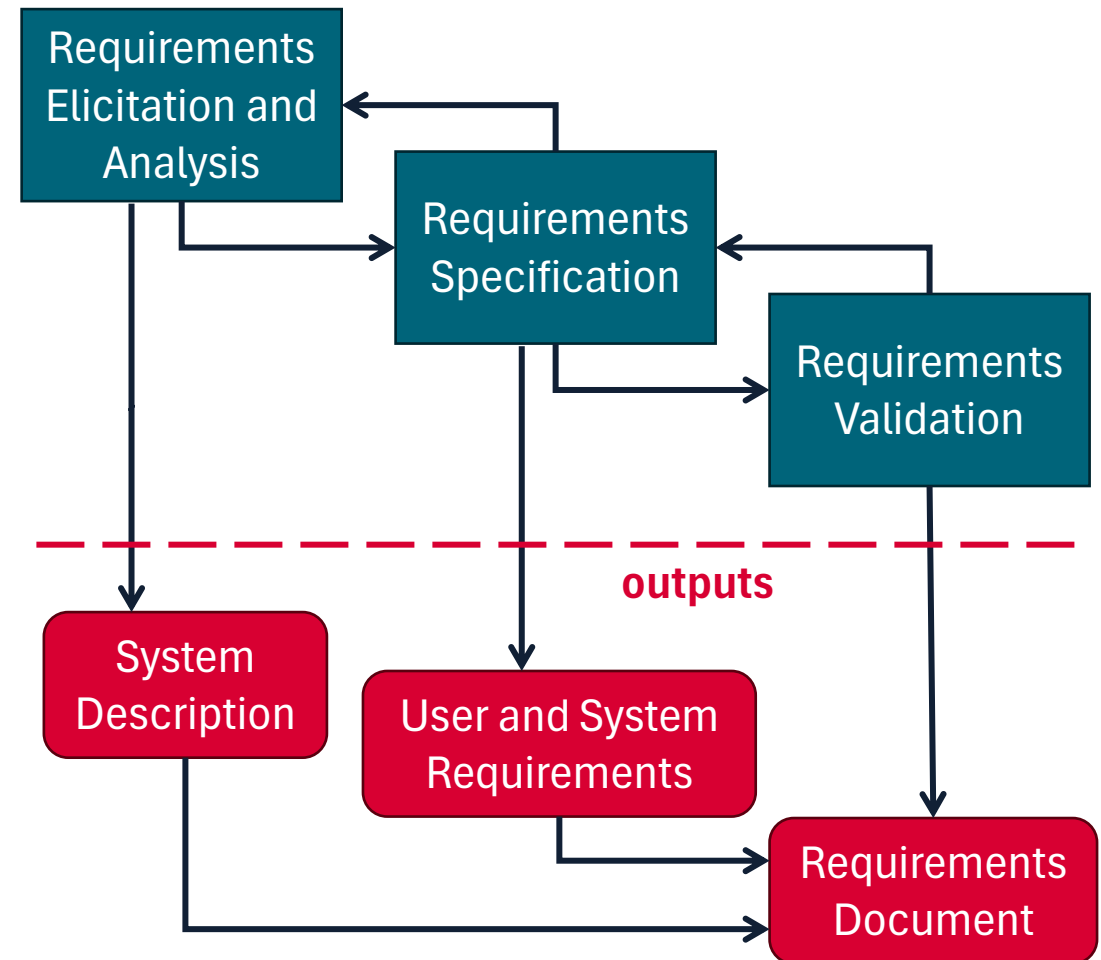 Requirements
Elicitation and
Analysis
Requirements
Specification
Requirements
Validation
outputs
System
Description
User and System
Requirements
Requirements
Document